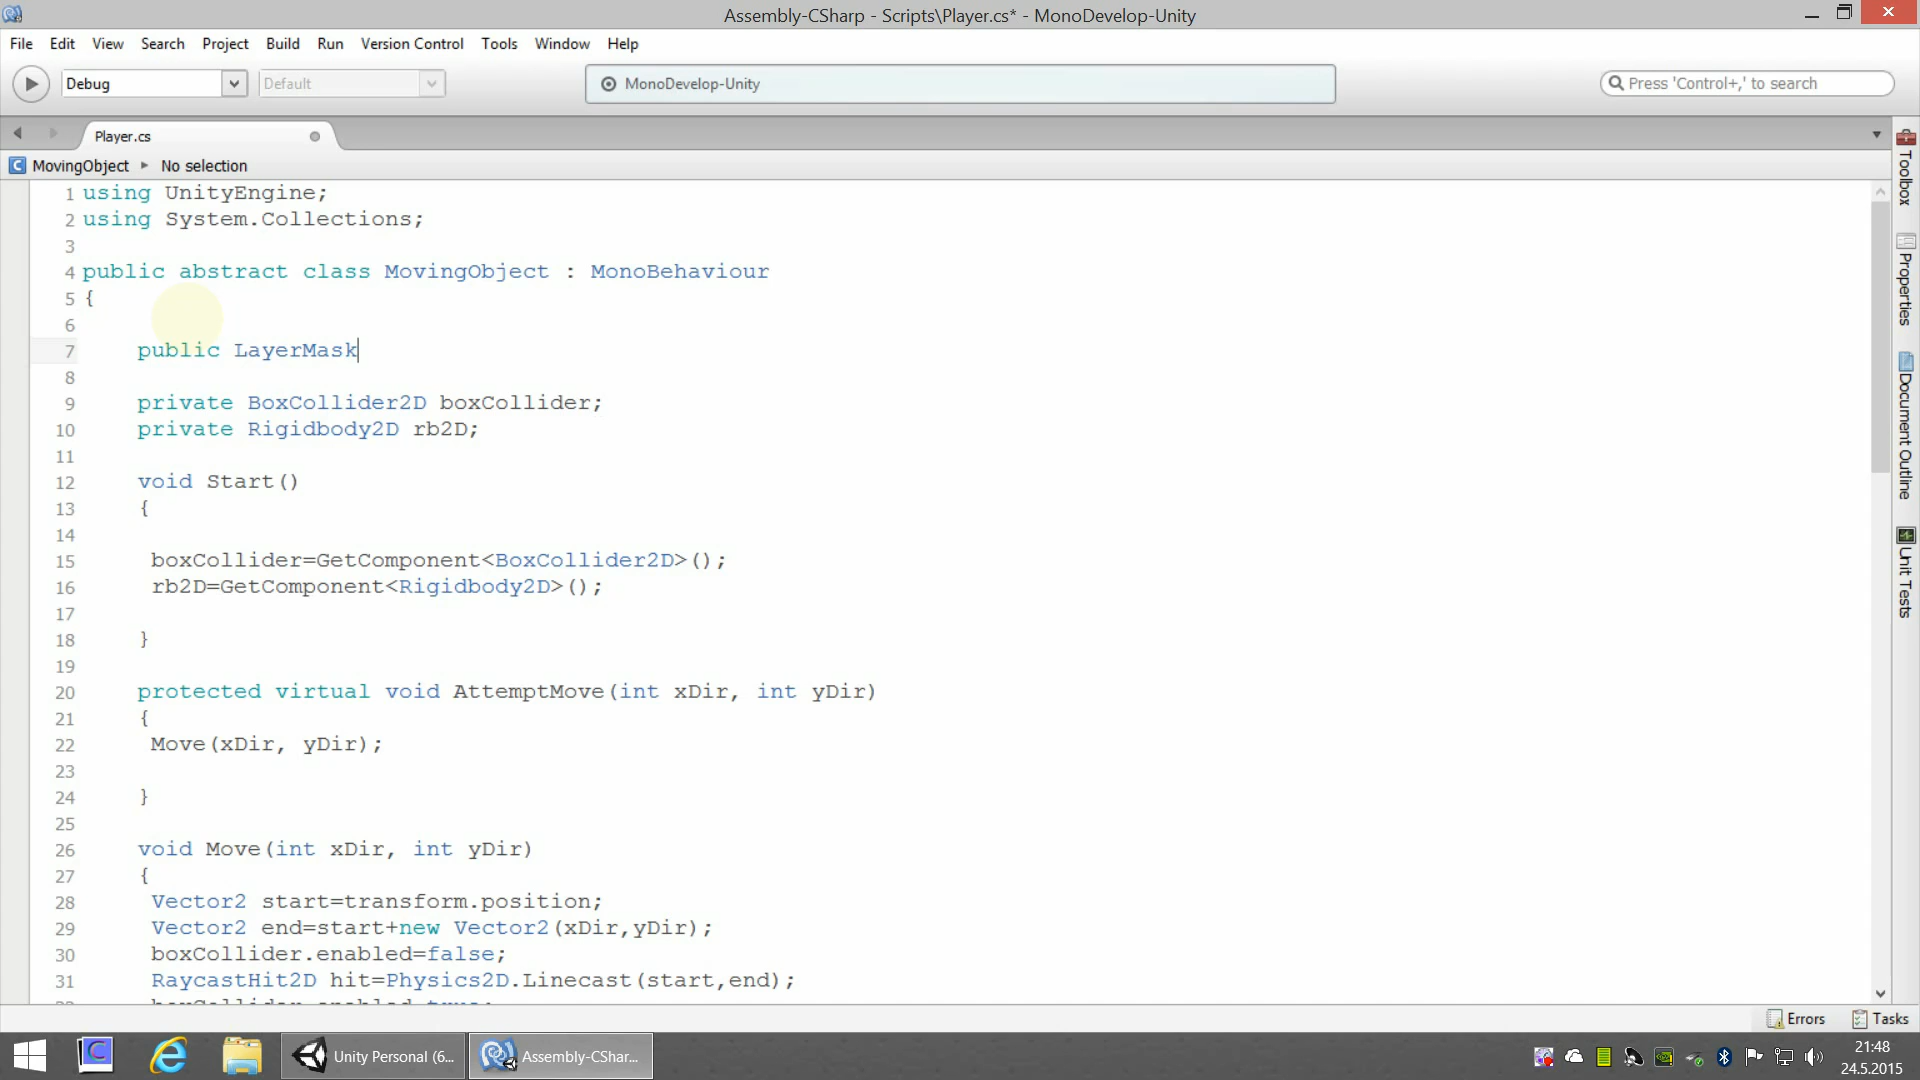 Assembly-CSharp - Scripts\Player.cs* - MonoDevelop-Unity
File Edit View Search Project Build Run Version Control Tools Window Help
Debug Default MonoDevelop-Unity Press 'Control+,' to search
Player.cs
MovingObject No selection
1 using UnityEngine;
2 using System.Collections;
3
4 public abstract class MovingObject : MonoBehaviour
5 {
6
7 public LayerMask
8
9 private BoxCollider2D boxCollider;
10 private Rigidbody2D rb2D;
11
12 void Start()
13 {
14
15 boxCollider=GetComponent<BoxCollider2D>();
16 rb2D=GetComponent<Rigidbody2D>();
17
18 }
19
20 protected virtual void AttemptMove(int xDir, int yDir)
21 {
22 Move(xDir, yDir);
23
24 }
25
26 void Move(int xDir, int yDir)
27 {
28 Vector2 start=transform.position;
29 Vector2 end=start+new Vector2(xDir,yDir);
30 boxCollider.enabled=false;
31 RaycastHit2D hit=Physics2D.Linecast(start,end);
Toolbox
Properties
Document Outline
Unit Tests
Errors Tasks
Unity Personal (6...
Assembly-CShar...
21:48
24.5.2015